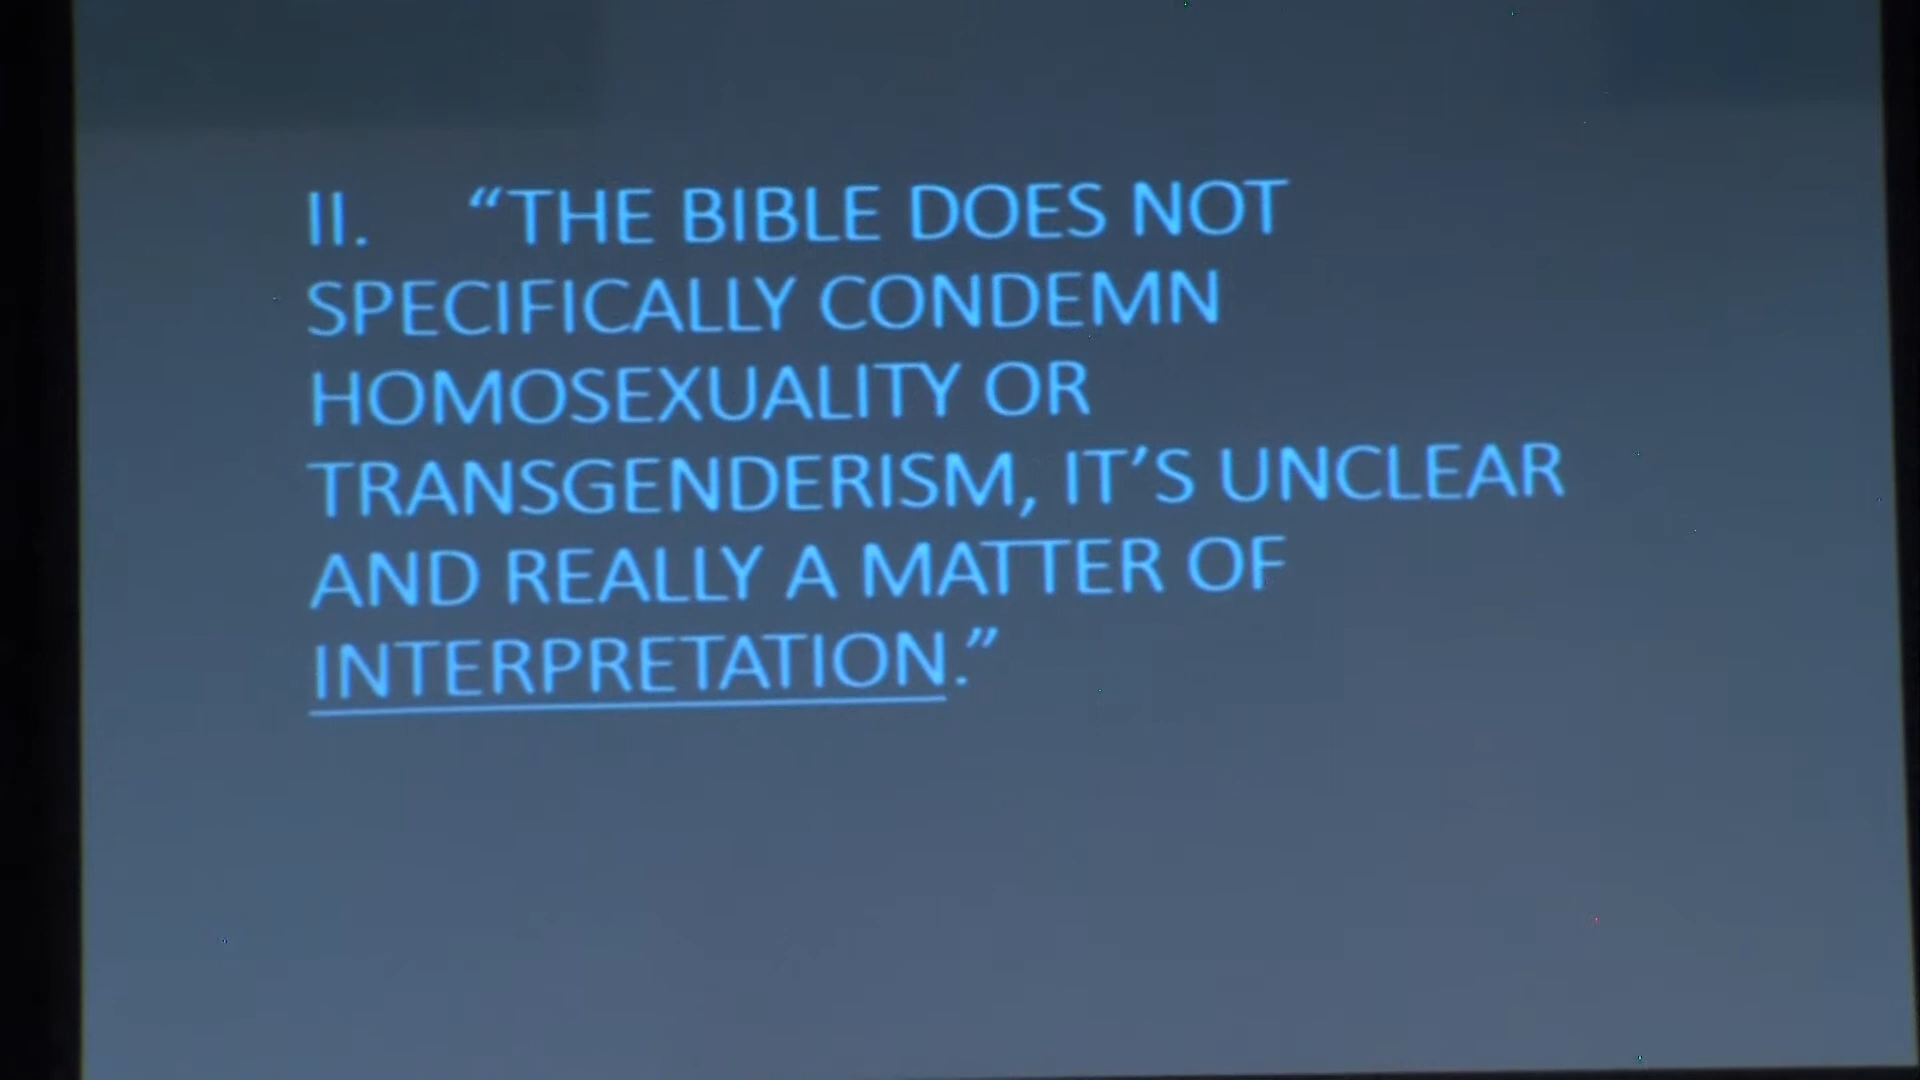 II. “THE BIBLE DOES NOT
SPECIFICALLY CONDEMN
HOMOSEXUALITY OR
TRANSGENDERISM, IT’S UNCLEAR
AND REALLY A MATTER OF
INTERPRETATION.”